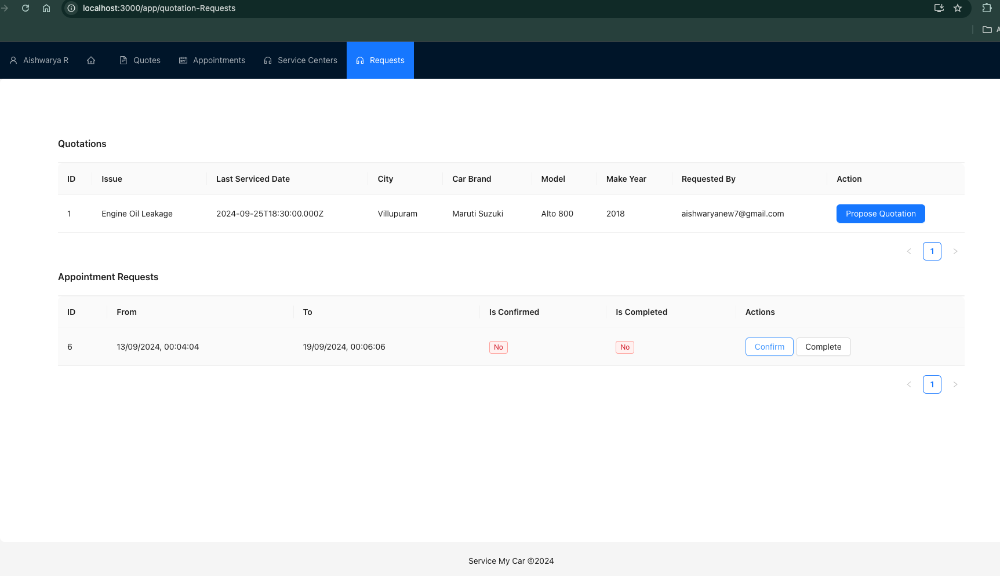 localhost:3000/app/quotation-Requests
Aishwarya R Quotes Appointments Service Centers Requests
Quotations
ID Issue Last Serviced Date City Car Brand Model Make Year Requested By Action
1 Engine Oil Leakage 2024-09-25T18:30:00.000Z Villupuram Maruti Suzuki Alto 800 2018 aishwaryanew7@gmail.com Propose Quotation
< 1 >
Appointment Requests
ID From To Is Confirmed Is Completed Actions
6 13/09/2024, 00:04:04 19/09/2024, 00:06:06 No No Confirm Complete
< 1 >
Service My Car ©2024